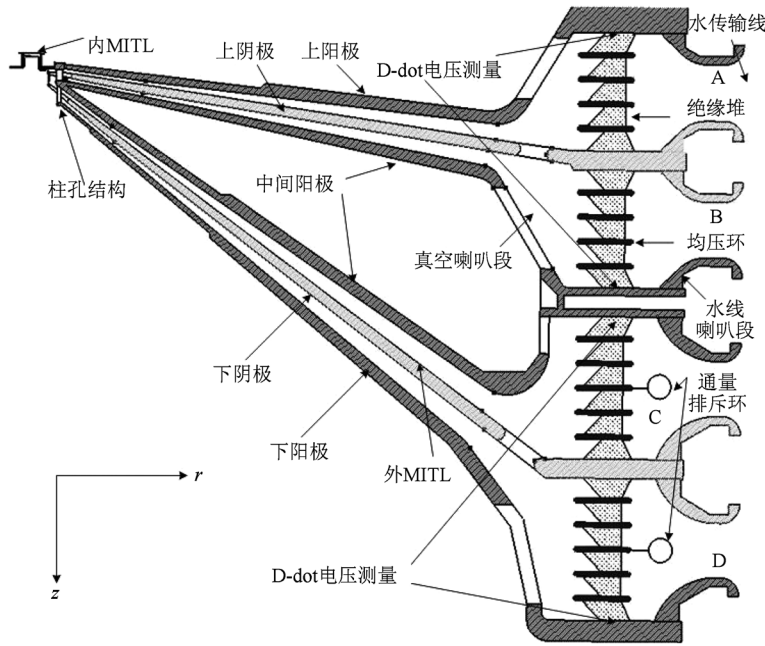 内MITL
上阴极
上阳极
D-dot电压测量
水传输线
A
绝缘堆
柱孔结构
中间阳极
B
真空喇叭段
均压环
水线
喇叭段
下阴极
通量
排斥环
C
下阳极
外MITL
r
D-dot电压测量
D
z